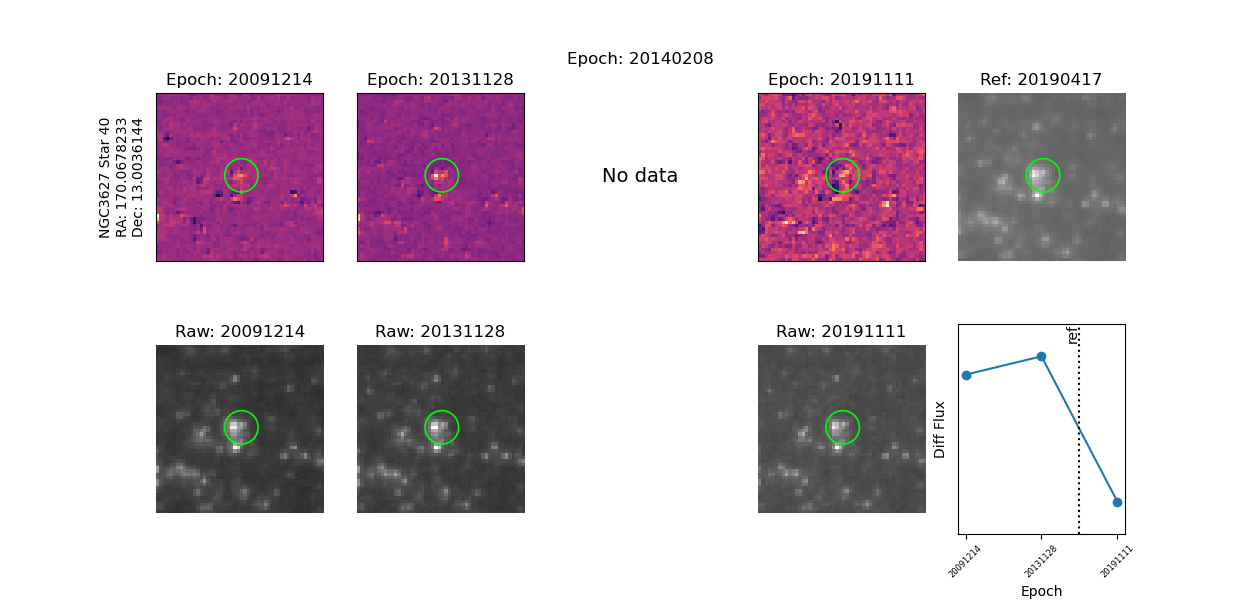 Epoch: 20140208
Epoch: 20091214
Epoch: 20131128
Epoch: 20191111
Ref: 20190417
NGC3627 Star 40
RA: 170.0678233
Dec: 13.0036144
No data
Raw: 20091214
Raw: 20131128
Raw: 20191111
ref
Diff Flux
20091214
20131128
20191111
Epoch